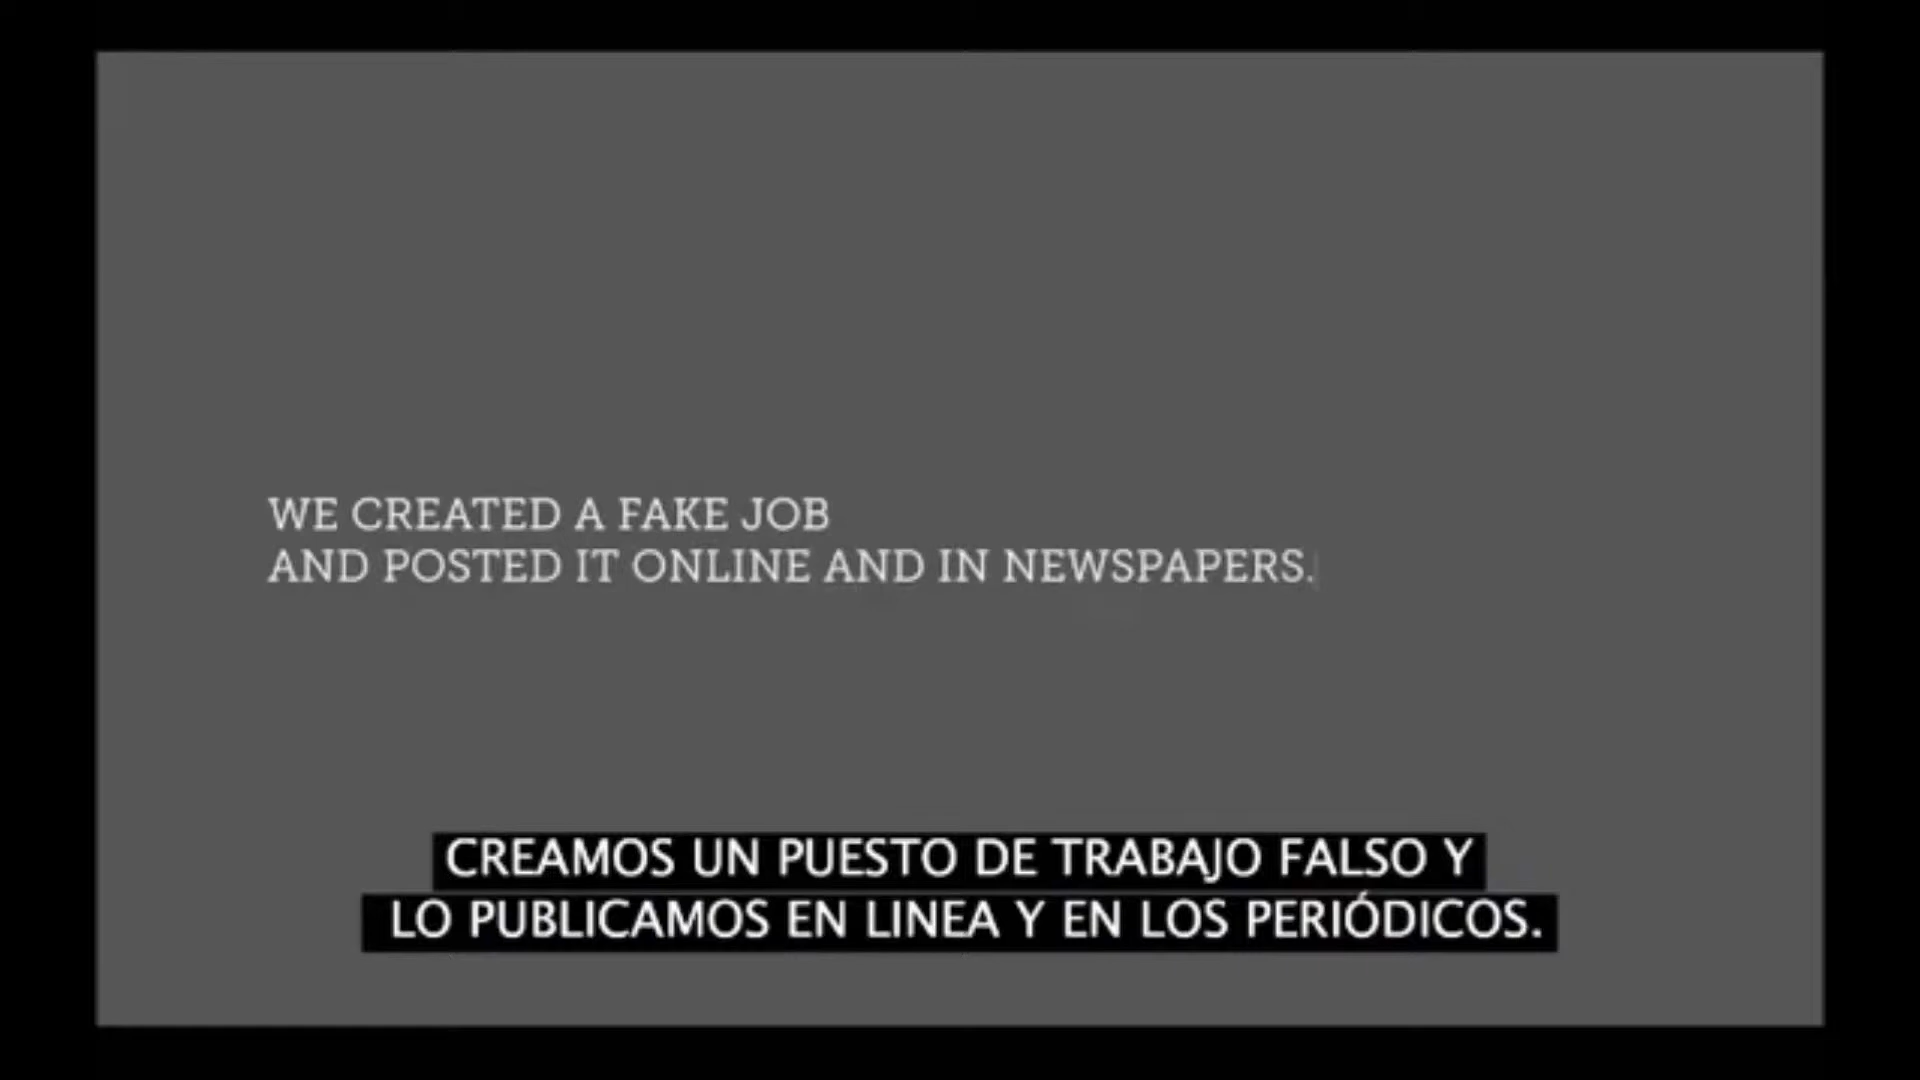 WE CREATED A FAKE JOB
AND POSTED IT ONLINE AND IN NEWSPAPERS.
CREAMOS UN PUESTO DE TRABAJO FALSO Y
LO PUBLICAMOS EN LINEA Y EN LOS PERIÓDICOS.